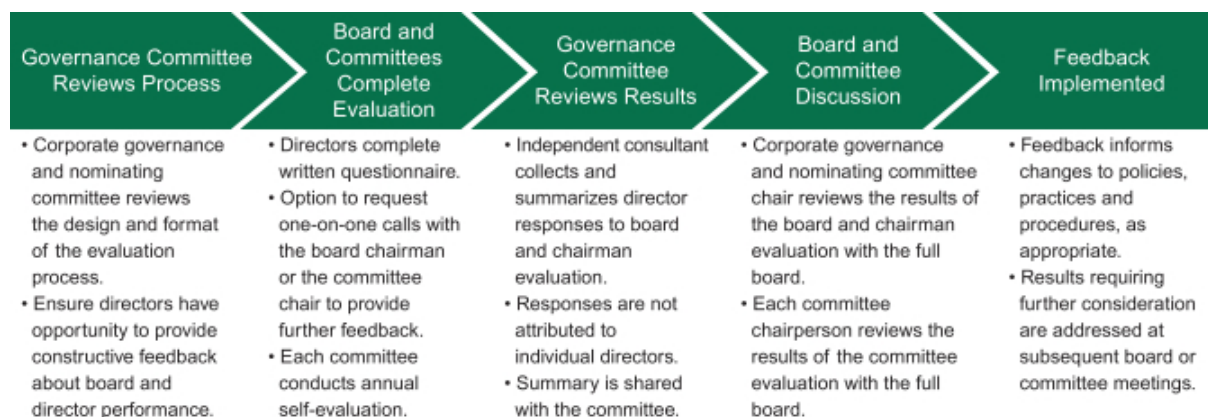 Governance Committee
Reviews Process
Board and
Committees
Complete
Evaluation
Governance
Committee
Reviews Results
Board and
Committee
Discussion
Feedback
Implemented
• Corporate governance
and nominating
committee reviews
the design and format
of the evaluation
process.
• Ensure directors have
opportunity to provide
constructive feedback
about board and
director performance.
• Directors complete
written questionnaire.
• Option to request
one-on-one calls with
the board chairman
or the committee
chair to provide
further feedback.
• Each committee
conducts annual
self-evaluation.
• Independent consultant
collects and
summarizes director
responses to board
and chairman
evaluation.
• Responses are not
attributed to
individual directors.
• Summary is shared
with the committee.
• Corporate governance
and nominating committee
chair reviews the results of
the board and chairman
evaluation with the full
board.
• Each committee
chairperson reviews the
results of the committee
evaluation with the full
board.
• Feedback informs
changes to policies,
practices and
procedures, as
appropriate.
• Results requiring
further consideration
are addressed at
subsequent board or
committee meetings.